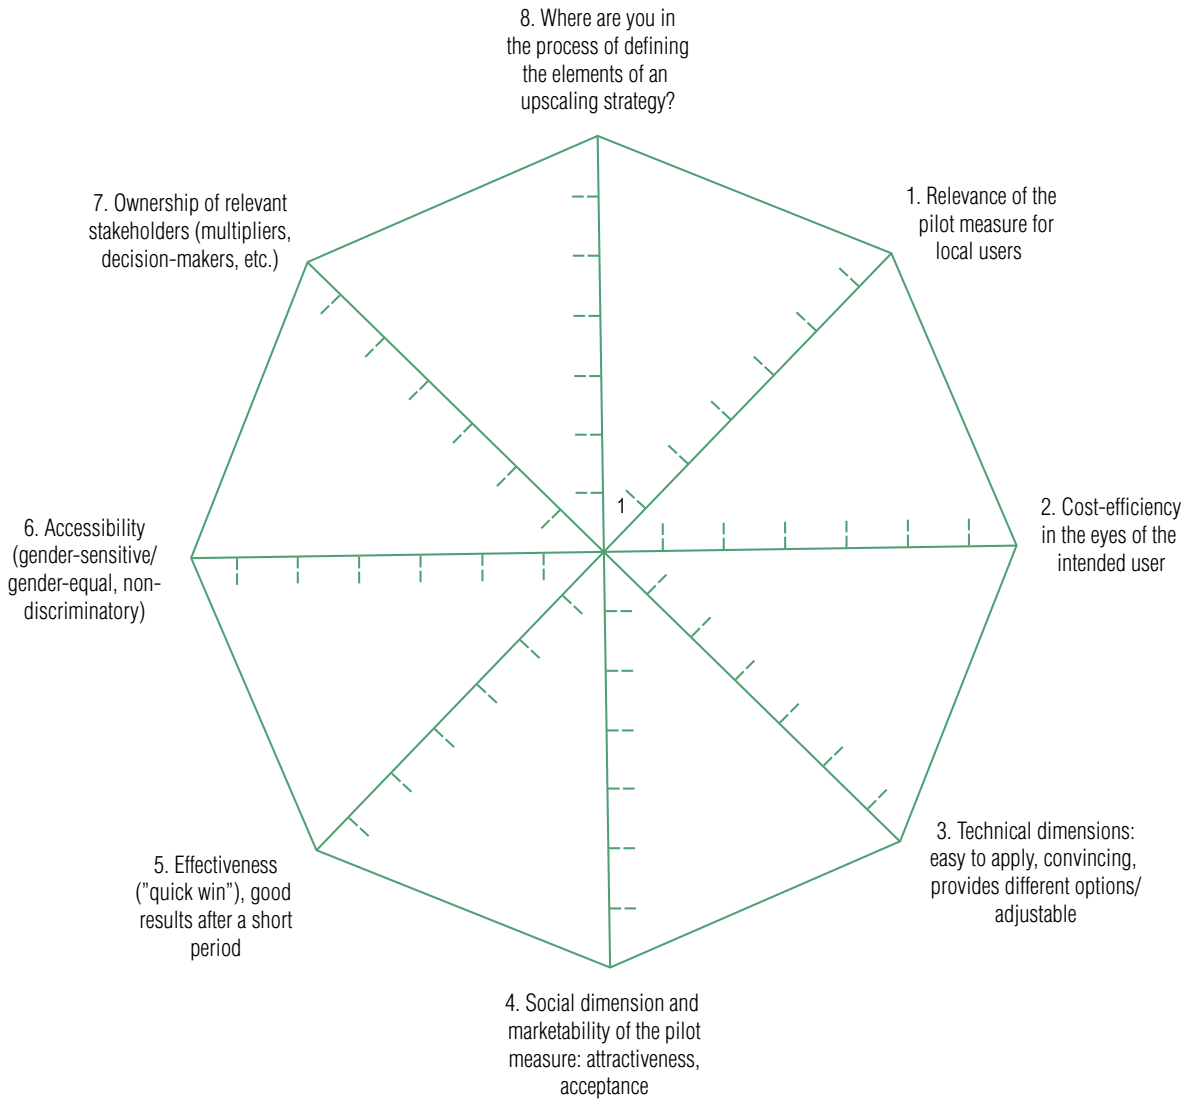 8. Where are you in
the process of defining
the elements of an
upscaling strategy?
1. Relevance of the
pilot measure for
local users
7. Ownership of relevant
stakeholders (multipliers,
decision-makers, etc.)
1
2. Cost-efficiency
in the eyes of the
intended user
6. Accessibility
(gender-sensitive/
gender-equal, non-
discriminatory)
3. Technical dimensions:
easy to apply, convincing,
provides different options/
adjustable
5. Effectiveness
(”quick win”), good
results after a short
period
4. Social dimension and
marketability of the pilot
measure: attractiveness,
acceptance